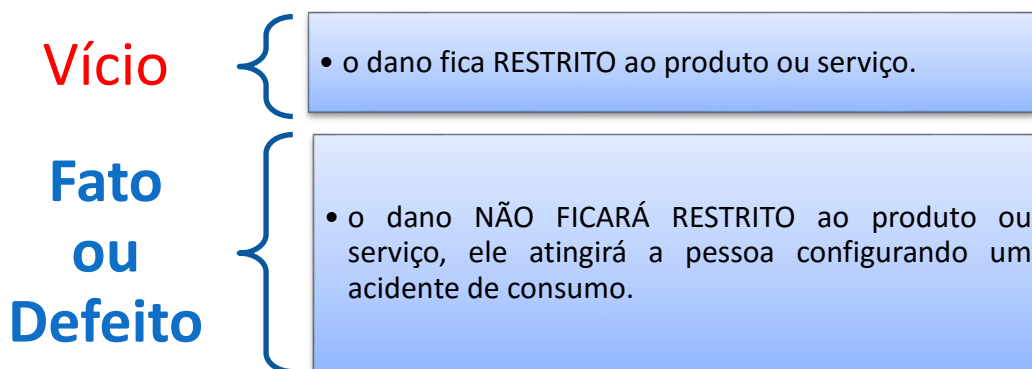 Vício
• o dano fica RESTRITO ao produto ou serviço.
Fato
ou
Defeito
• o dano NÃO FICARÁ RESTRITO ao produto ou
serviço, ele atingirá a pessoa configurando um
acidente de consumo.